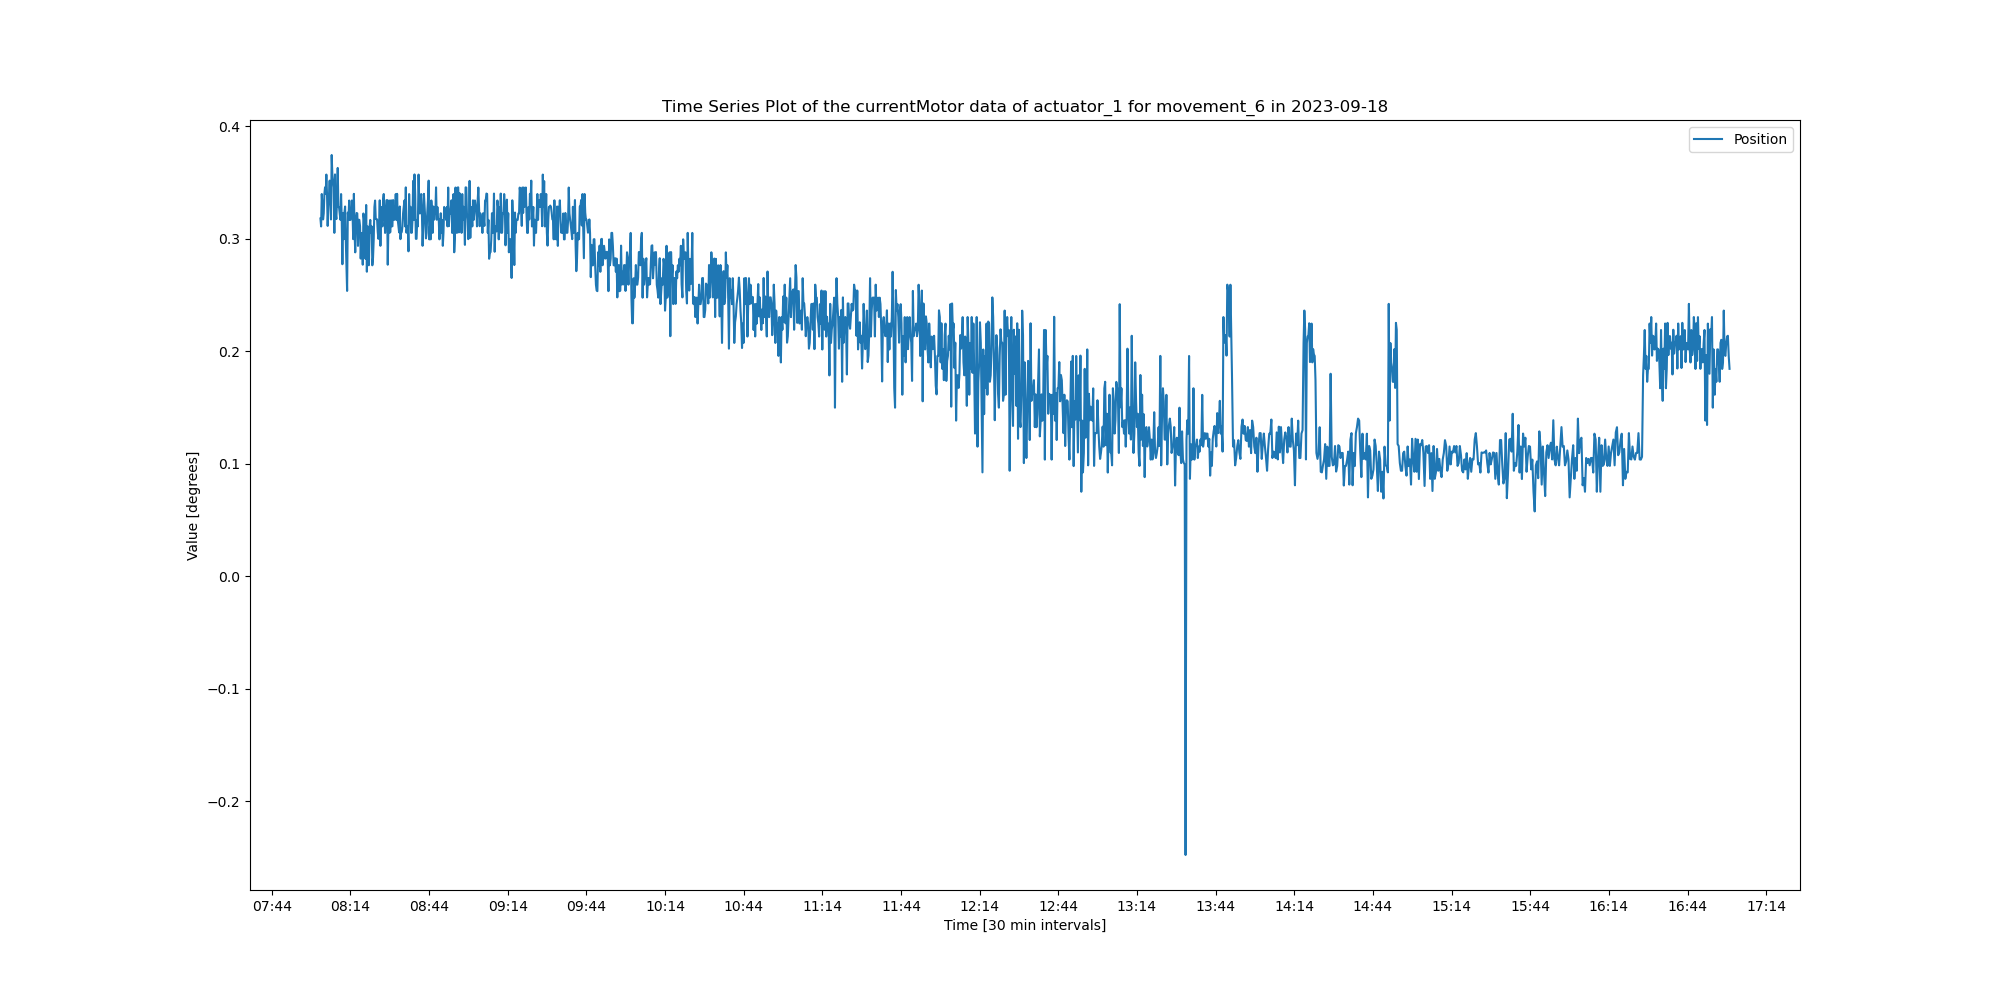 Time Series Plot of the currentMotor data of actuator_1 for movement_6 in 2023-09-18
Position
0.4
0.3
0.2
0.1
0.0
−0.1
−0.2
Value [degrees]
07:44 08:14 08:44 09:14 09:44 10:14 10:44 11:14 11:44 12:14 12:44 13:14 13:44 14:14 14:44 15:14 15:44 16:14 16:44 17:14
Time [30 min intervals]